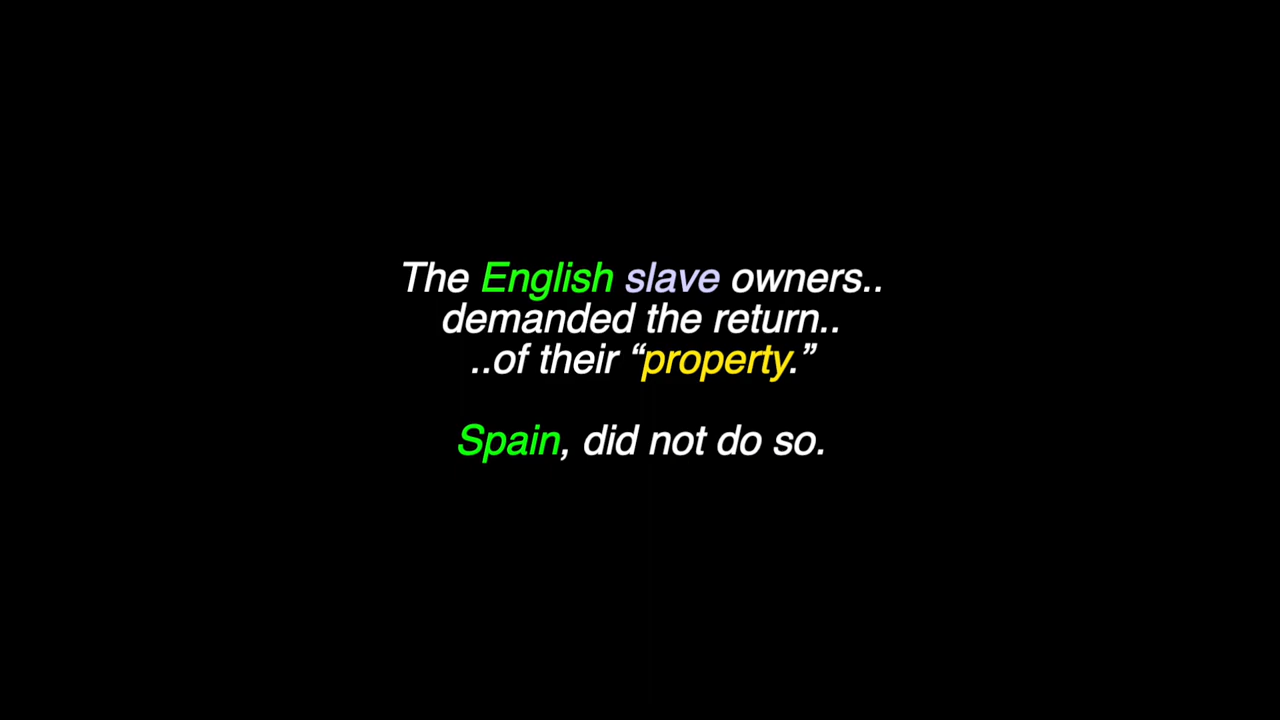 The English slave owners..
demanded the return..
..of their “property.”
Spain, did not do so.